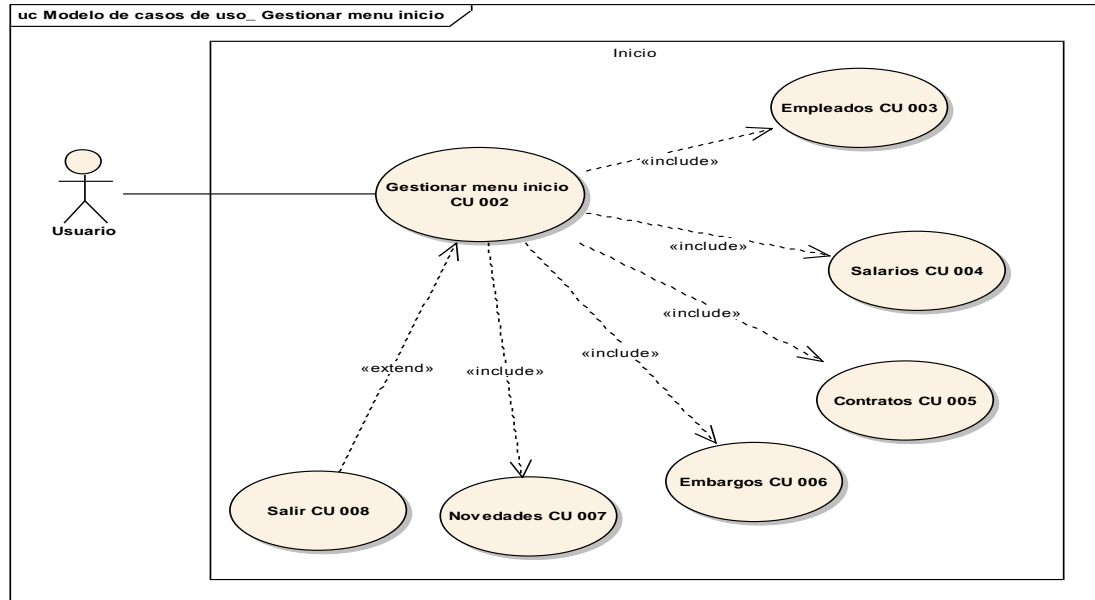 uc Modelo de casos de uso_ Gestionar menu inicio
Inicio
Empleados CU 003
«include»
Gestionar menu inicio
CU 002
Usuario
«include»
Salarios CU 004
«include»
«include»
«extend»
«include»
Contratos CU 005
Embargos CU 006
Salir CU 008
Novedades CU 007